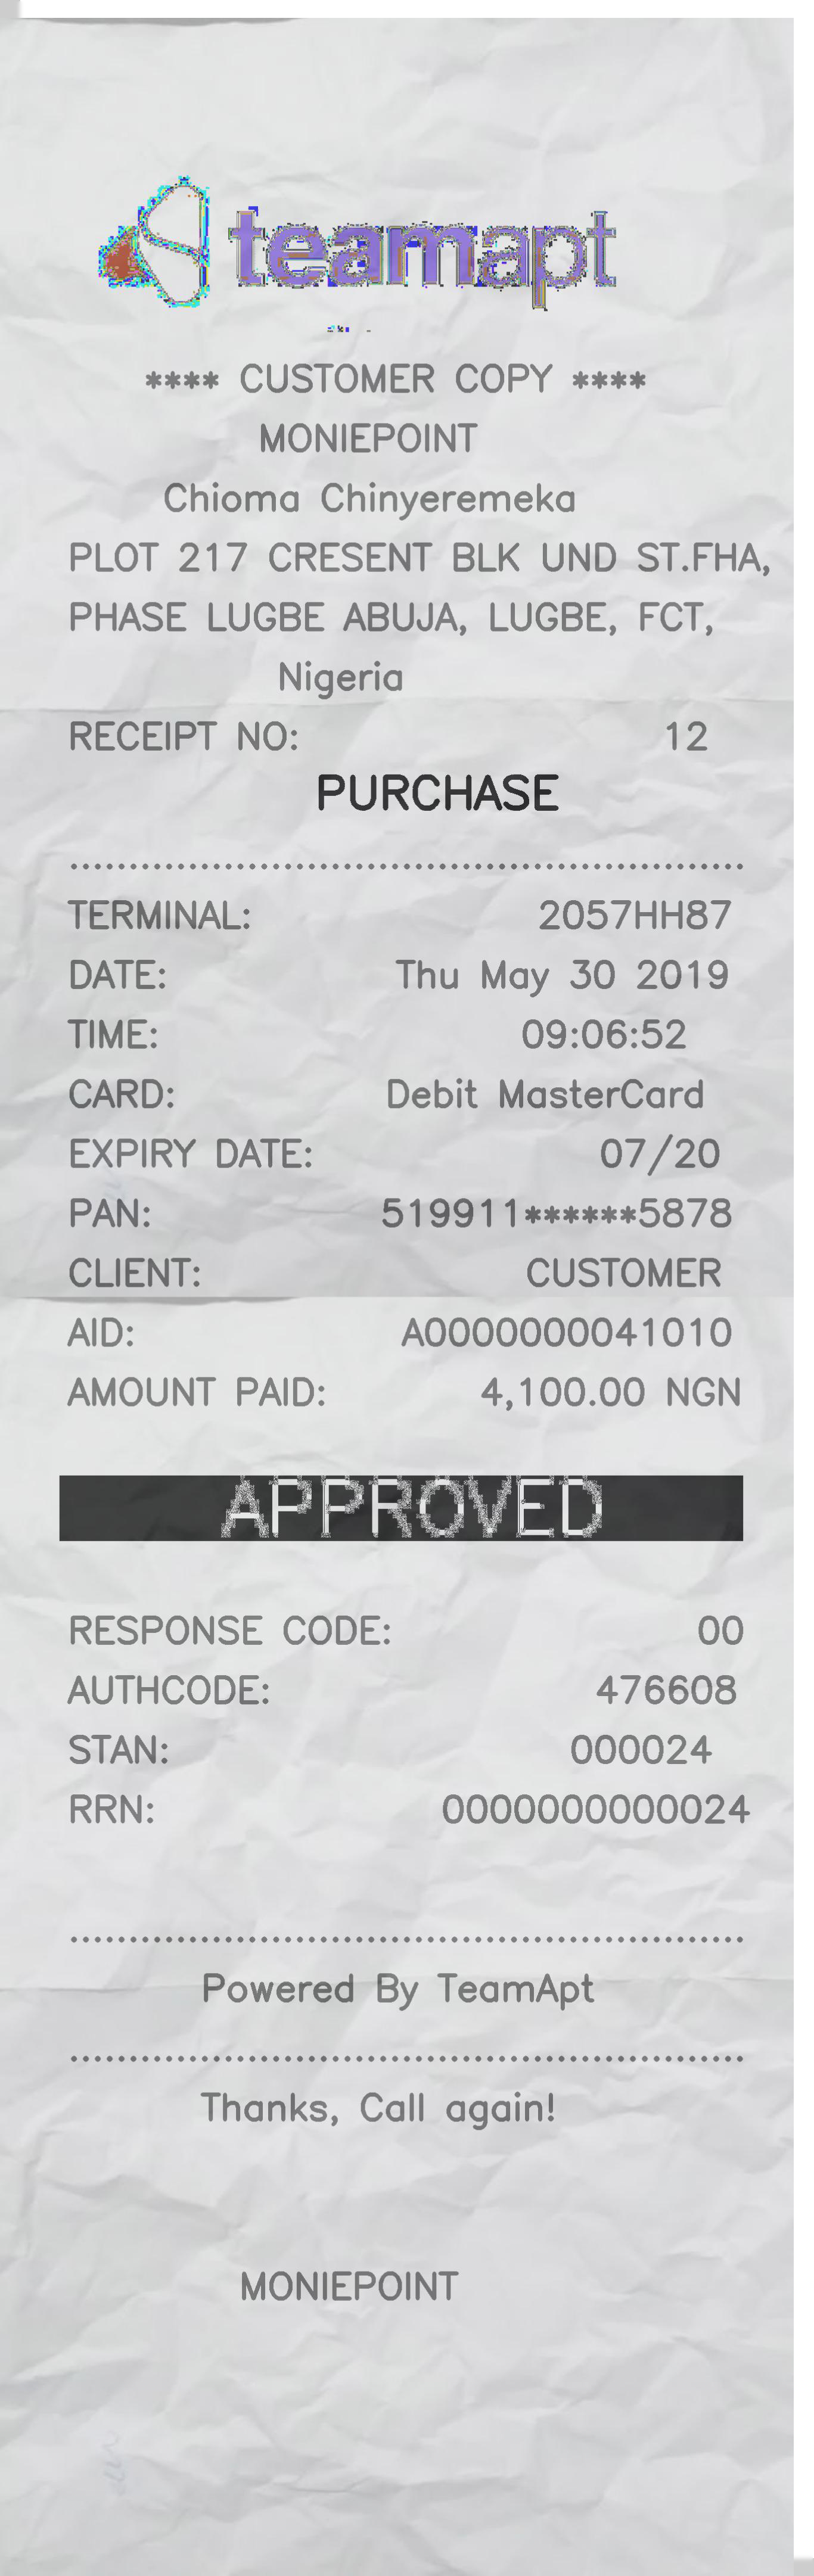 teamapt
**** CUSTOMER COPY ****
MONIEPOINT
Chioma Chinyeremeka
PLOT 217 CRESENT BLK UND ST.FHA,
PHASE LUGBE ABUJA, LUGBE, FCT,
Nigeria
RECEIPT NO: 12
PURCHASE
TERMINAL: 2057HH87
DATE: Thu May 30 2019
TIME: 09:06:52
CARD: Debit MasterCard
EXPIRY DATE: 07/20
PAN: 519911******5878
CLIENT: CUSTOMER
AID: A0000000041010
AMOUNT PAID: 4,100.00 NGN
APPROVED
RESPONSE CODE: 00
AUTHCODE: 476608
STAN: 000024
RRN: 0000000000024
Powered By TeamApt
Thanks, Call again!
MONIEPOINT